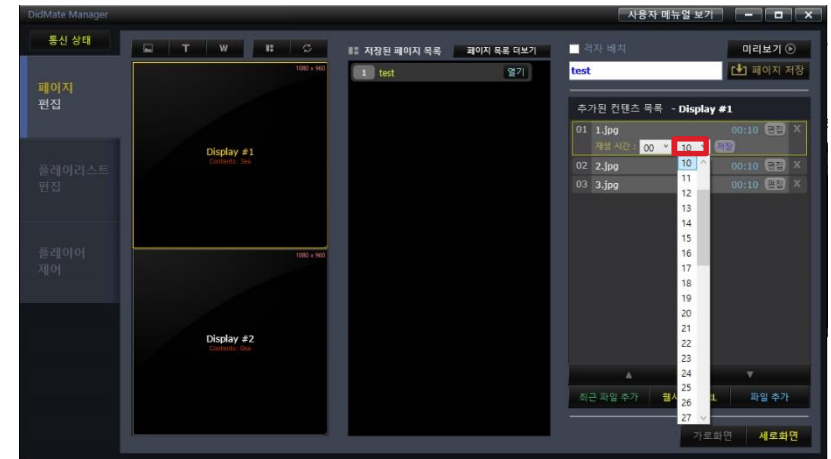 DidMate Manager
사용자 메뉴얼 보기
통신 상태
T W
저장된 페이지 목록 페이지 목록 더보기
격자 배치 미리보기
1 test 열기
test 페이지 저장
페이지
편집
플레이리스트
편집
플레이어
제어
1080 x 960
Display #1
1080 x 960
Display #2
추가된 컨텐츠 목록 - Display #1
01 1.jpg 00:10 편집 X
재생 시간 : 00 10 저장
02 2.jpg 00:10 편집 X
03 3.jpg 00:10 편집 X
10
11
12
13
14
15
16
17
18
19
20
21
22
23
24
25
26
27
최근 파일 추가 파일 추가
가로화면 세로화면